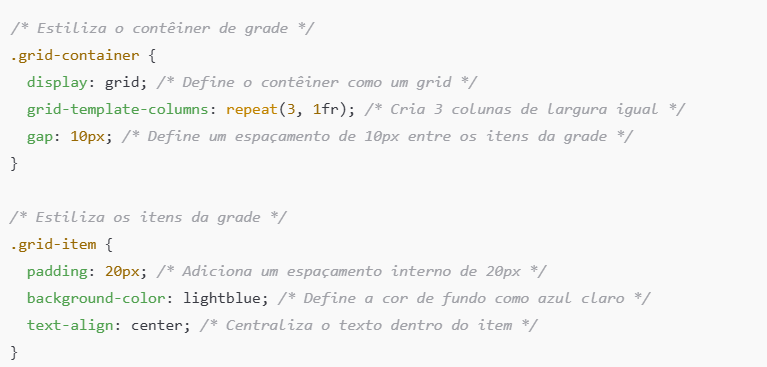 /* Estiliza o contêiner de grade */
.grid-container {
  display: grid; /* Define o contêiner como um grid */
  grid-template-columns: repeat(3, 1fr); /* Cria 3 colunas de largura igual */
  gap: 10px; /* Define um espaçamento de 10px entre os itens da grade */
}

/* Estiliza os itens da grade */
.grid-item {
  padding: 20px; /* Adiciona um espaçamento interno de 20px */
  background-color: lightblue; /* Define a cor de fundo como azul claro */
  text-align: center; /* Centraliza o texto dentro do item */
}